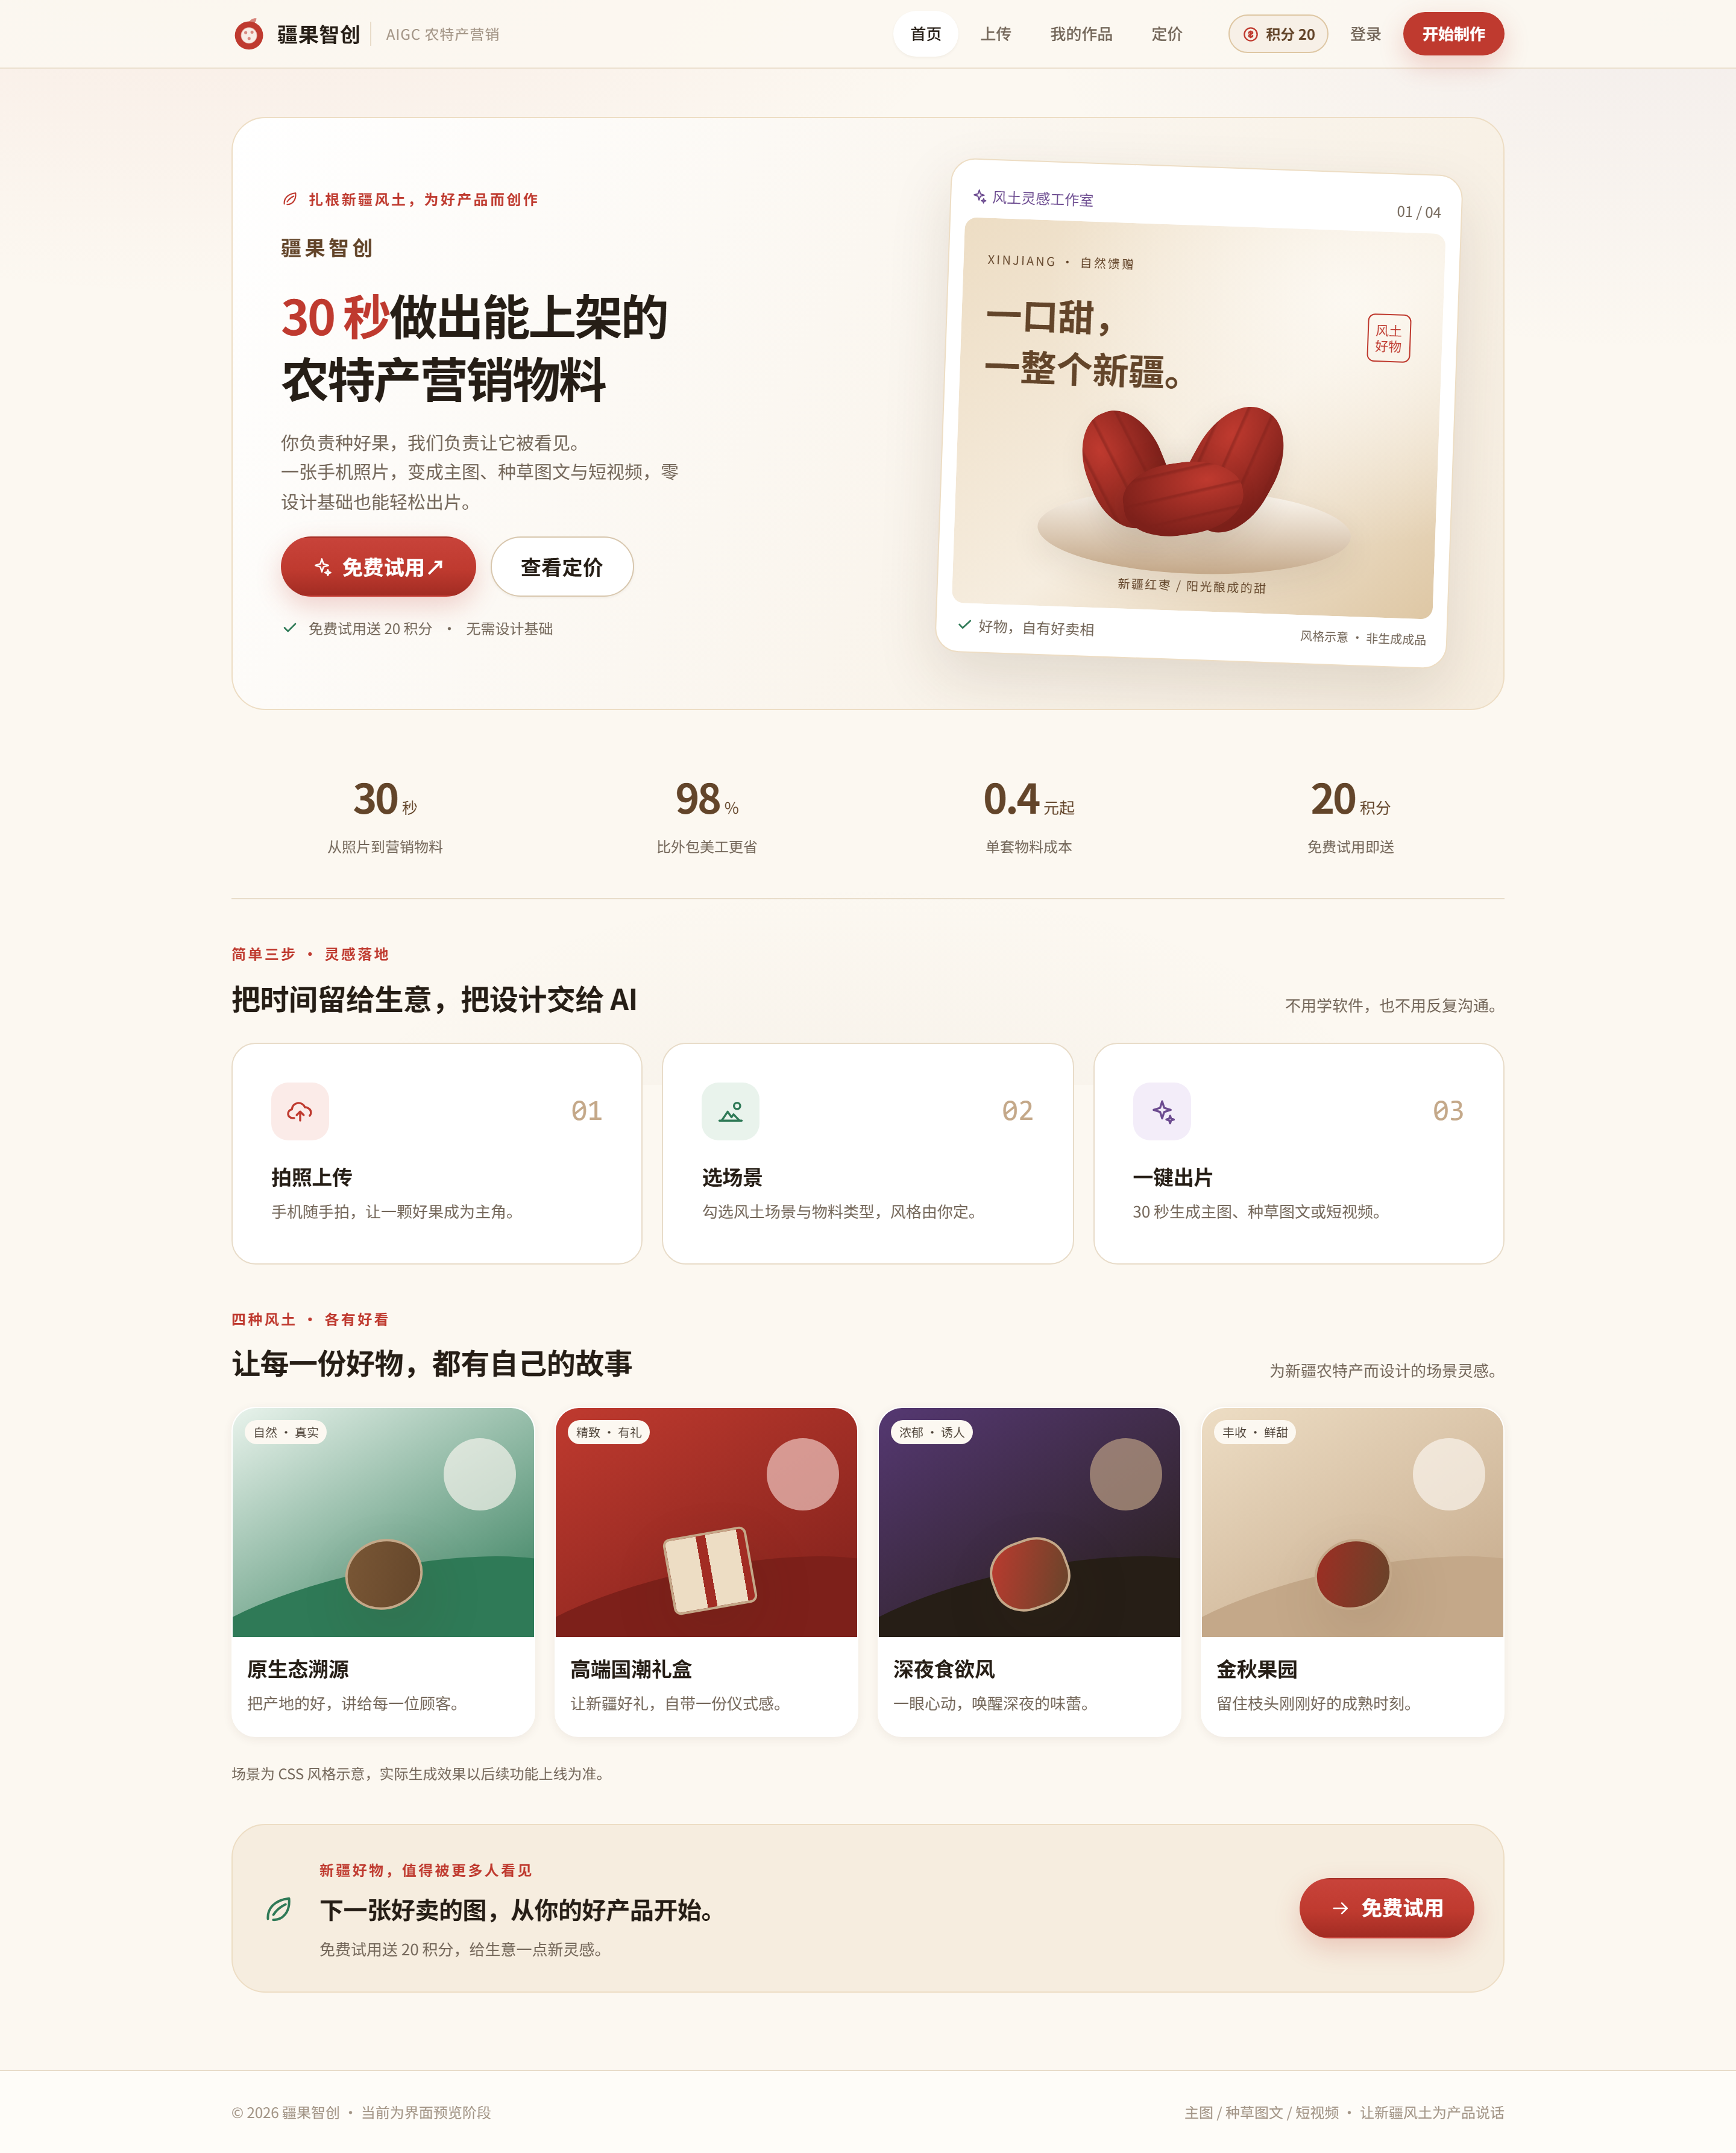 疆果智创
AIGC 农特产营销
首页
上传
我的作品
定价
积分 20
登录
开始制作
扎根新疆风土，为好产品而创作
疆果智创
30 秒做出能上架的
农特产营销物料
你负责种好果，我们负责让它被看见。
一张手机照片，变成主图、种草图文与短视频，零
设计基础也能轻松出片。
免费试用↗
查看定价
免费试用送 20 积分 · 无需设计基础
风土灵感工作室
01 / 04
XINJIANG · 自然馈赠
一口甜，
一整个新疆。
风土
好物
新疆红枣 / 阳光酿成的甜
好物，自有好卖相
风格示意 · 非生成成品
30 秒
从照片到营销物料
98 %
比外包美工更省
0.4 元起
单套物料成本
20 积分
免费试用即送
简单三步 · 灵感落地
把时间留给生意，把设计交给 AI
不用学软件，也不用反复沟通。
01
拍照上传
手机随手拍，让一颗好果成为主角。
02
选场景
勾选风土场景与物料类型，风格由你定。
03
一键出片
30 秒生成主图、种草图文或短视频。
四种风土 · 各有好看
让每一份好物，都有自己的故事
为新疆农特产而设计的场景灵感。
自然 · 真实
原生态溯源
把产地的好，讲给每一位顾客。
精致 · 有礼
高端国潮礼盒
让新疆好礼，自带一份仪式感。
浓郁 · 诱人
深夜食欲风
一眼心动，唤醒深夜的味蕾。
丰收 · 鲜甜
金秋果园
留住枝头刚刚好的成熟时刻。
场景为 CSS 风格示意，实际生成效果以后续功能上线为准。
新疆好物，值得被更多人看见
下一张好卖的图，从你的好产品开始。
免费试用送 20 积分，给生意一点新灵感。
→ 免费试用
© 2026 疆果智创 · 当前为界面预览阶段
主图 / 种草图文 / 短视频 · 让新疆风土为产品说话